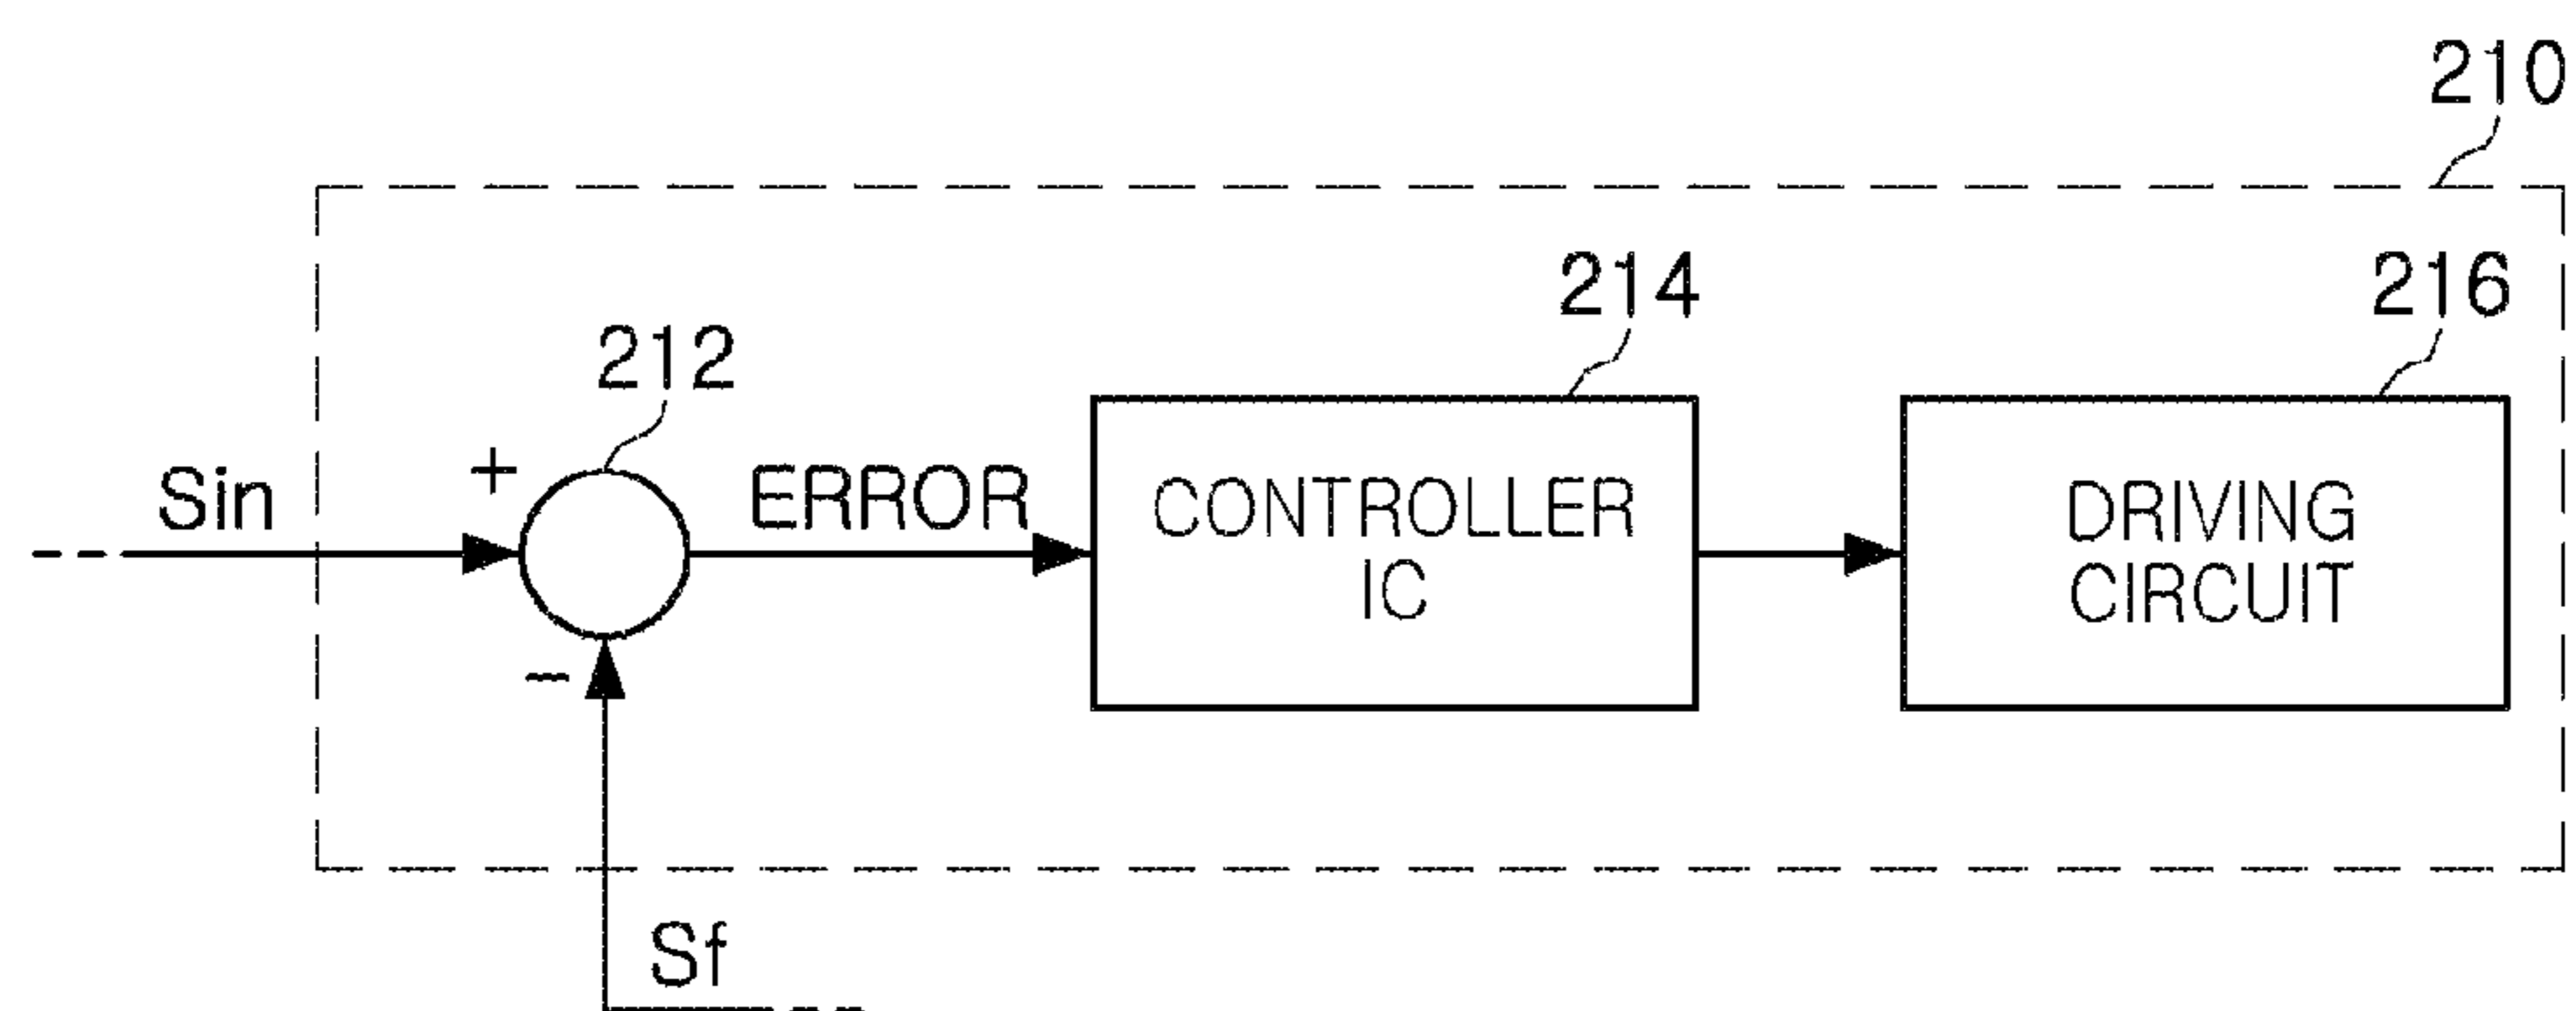 210
214
216
212
+
Sin
ERROR
CONTROLLER
IC
DRIVING
CIRCUIT
-
Sf